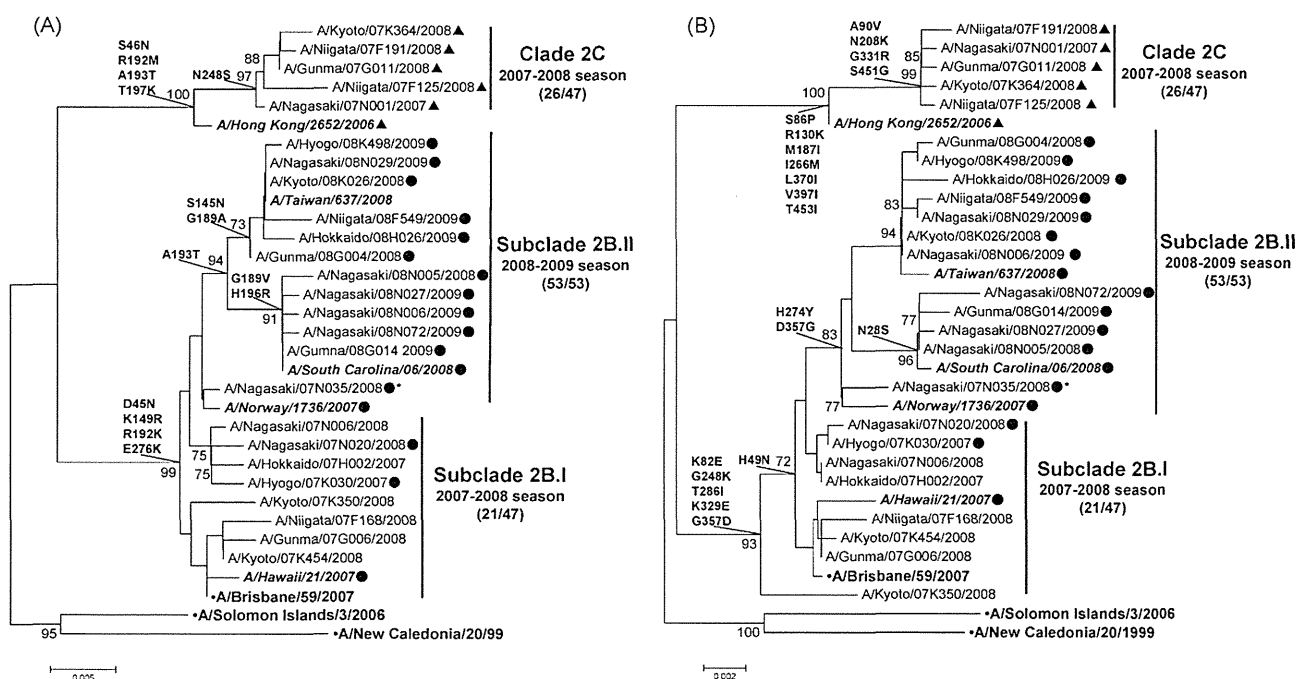 (A)
S46N
R192M
A193T
T197K
N248S
100
97
88
A/Kyoto/07K364/2008▲
A/Niigata/07F191/2008▲
A/Gunma/07G011/2008▲
A/Niigata/07F125/2008▲
A/Nagasaki/07N001/2007▲
A/Hong Kong/2652/2006▲
Clade 2C
2007-2008 season
(26/47)
A/Hyogo/08K498/2009●
A/Nagasaki/08N029/2009●
A/Kyoto/08K026/2008●
A/Taiwan/637/2008
A/Niigata/08F549/2009●
A/Hokkaido/08H026/2009●
A/Gunma/08G004/2008●
S145N
G189A
73
A193T
94
G189V
H196R
91
A/Nagasaki/08N005/2008●
A/Nagasaki/08N027/2009●
A/Nagasaki/08N006/2009●
A/Nagasaki/08N072/2009●
A/Gumna/08G014 2009●
A/South Carolina/06/2008●
A/Nagasaki/07N035/2008●*
A/Norway/1736/2007●
Subclade 2B.II
2008-2009 season
(53/53)
D45N
K149R
R192K
E276K
99
75
75
A/Nagasaki/07N006/2008
A/Nagasaki/07N020/2008●
A/Hokkaido/07H002/2007
A/Hyogo/07K030/2007●
A/Kyoto/07K350/2008
A/Niigata/07F168/2008
A/Gunma/07G006/2008
A/Kyoto/07K454/2008
A/Hawaii/21/2007●
•A/Brisbane/59/2007
Subclade 2B.I
2007-2008 season
(21/47)
•A/Solomon Islands/3/2006
•A/New Caledonia/20/99
95
0.005
(B)
A90V
N208K
G331R
S451G
85
99
100
A/Niigata/07F191/2008▲
A/Nagasaki/07N001/2007▲
A/Gunma/07G011/2008▲
A/Kyoto/07K364/2008▲
A/Niigata/07F125/2008▲
A/Hong Kong/2652/2006▲
Clade 2C
2007-2008 season
(26/47)
S86P
R130K
M187I
I266M
L370I
V397I
T453I
A/Gunma/08G004/2008●
A/Hyogo/08K498/2009●
A/Hokkaido/08H026/2009●
A/Niigata/08F549/2009●
A/Nagasaki/08N029/2009●
A/Kyoto/08K026/2008●
A/Nagasaki/08N006/2009●
A/Taiwan/637/2008●
83
94
H274Y
D357G
83
N28S
77
96
A/Nagasaki/08N072/2009●
A/Gunma/08G014/2009●
A/Nagasaki/08N027/2009●
A/Nagasaki/08N005/2008●
A/South Carolina/06/2008●
A/Nagasaki/07N035/2008●*
A/Norway/1736/2007●
77
Subclade 2B.II
2008-2009 season
(53/53)
A/Nagasaki/07N020/2008●
A/Hyogo/07K030/2007●
A/Nagasaki/07N006/2008
A/Hokkaido/07H002/2007
A/Hawaii/21/2007●
A/Niigata/07F168/2008
A/Kyoto/07K454/2008
A/Gunma/07G006/2008
•A/Brisbane/59/2007
A/Kyoto/07K350/2008
K82E
G248K
T286I
K329E
G357D
93
H49N
72
Subclade 2B.I
2007-2008 season
(21/47)
•A/Solomon Islands/3/2006
•A/New Caledonia/20/1999
100
0.002